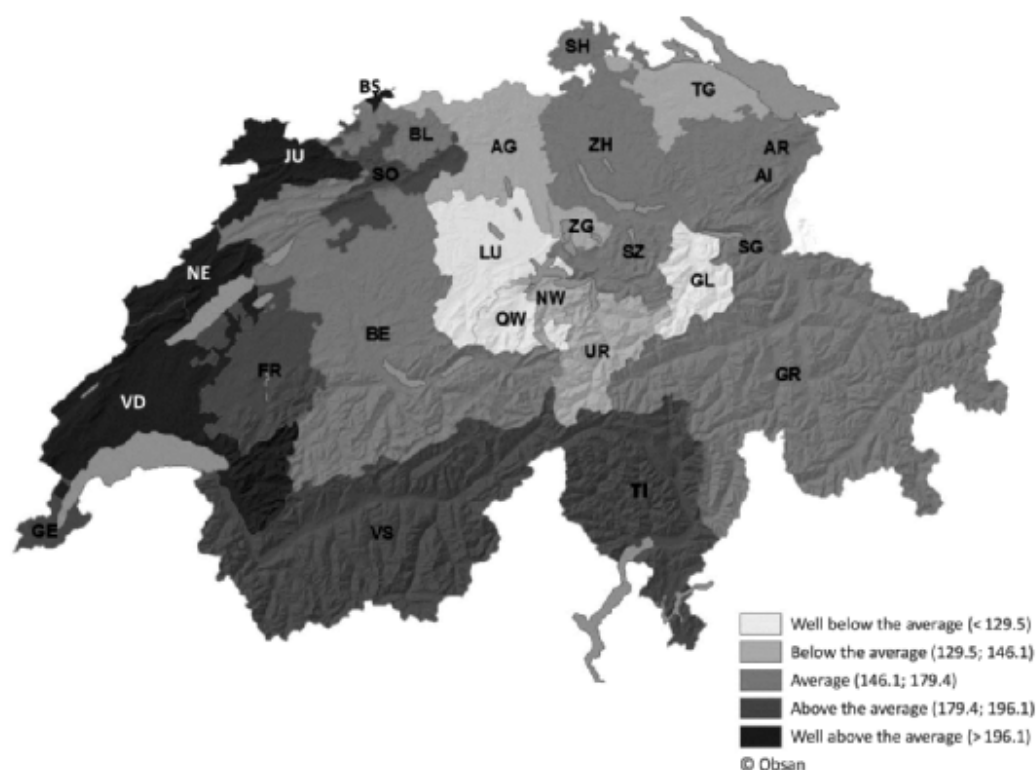 SH
BS
TG
BL
AG
ZH
AR
JU
AI
SO
ZG
LU
SZ
SG
NE
GL
NW
OW
BE
UR
FR
GR
VD
TI
GE
VS
Well below the average (< 129.5)
Below the average (129.5; 146.1)
Average (146.1; 179.4)
Above the average (179.4; 196.1)
Well above the average (> 196.1)
© Obsan